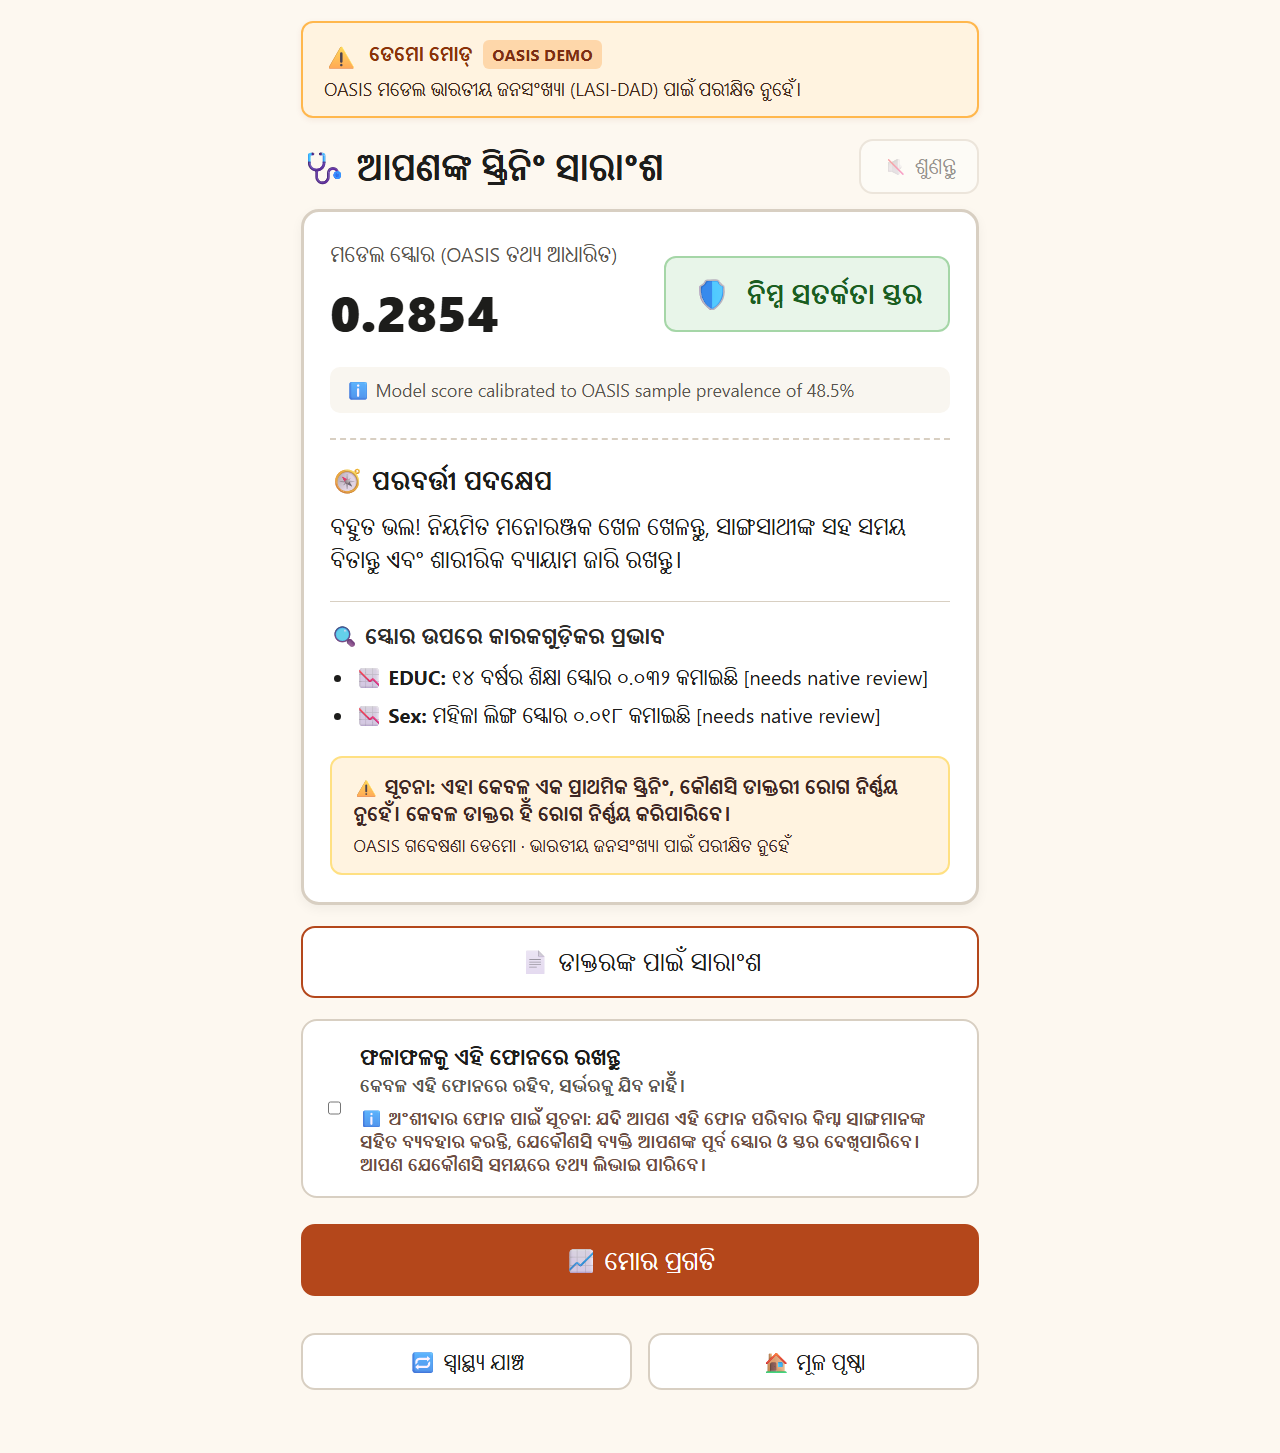 ଡେମୋ ମୋଡ୍ OASIS DEMO
OASIS ମଡେଲ ଭାରତୀୟ ଜନସଂଖ୍ୟା (LASI-DAD) ପାଇଁ ପରୀକ୍ଷିତ ନୁହେଁ।
ଆପଣଙ୍କ ସ୍କ୍ରିନିଂ ସାରାଂଶ
ଶୁଣନ୍ତୁ
ମଡେଲ ସ୍କୋର (OASIS ତଥ୍ୟ ଆଧାରିତ)
0.2854
ନିମ୍ନ ସତର୍କତା ସ୍ତର
Model score calibrated to OASIS sample prevalence of 48.5%
ପରବର୍ତ୍ତୀ ପଦକ୍ଷେପ
ବହୁତ ଭଲ! ନିୟମିତ ମନୋରଞ୍ଜକ ଖେଳ ଖେଳନ୍ତୁ, ସାଙ୍ଗସାଥୀଙ୍କ ସହ ସମୟ
ବିତାନ୍ତୁ ଏବଂ ଶାରୀରିକ ବ୍ୟାୟାମ ଜାରି ରଖନ୍ତୁ।
ସ୍କୋର ଉପରେ କାରକଗୁଡ଼ିକର ପ୍ରଭାବ
EDUC: ୧୪ ବର୍ଷର ଶିକ୍ଷା ସ୍କୋର ୦.୦୩୨ କମାଇଛି [needs native review]
Sex: ମହିଳା ଲିଙ୍ଗ ସ୍କୋର ୦.୦୧୮ କମାଇଛି [needs native review]
ସୂଚନା: ଏହା କେବଳ ଏକ ପ୍ରାଥମିକ ସ୍କ୍ରିନିଂ, କୌଣସି ଡାକ୍ତରୀ ରୋଗ ନିର୍ଣ୍ଣୟ
ନୁହେଁ। କେବଳ ଡାକ୍ତର ହିଁ ରୋଗ ନିର୍ଣ୍ଣୟ କରିପାରିବେ।
OASIS ଗବେଷଣା ଡେମୋ · ଭାରତୀୟ ଜନସଂଖ୍ୟା ପାଇଁ ପରୀକ୍ଷିତ ନୁହେଁ
ଡାକ୍ତରଙ୍କ ପାଇଁ ସାରାଂଶ
ଫଳାଫଳକୁ ଏହି ଫୋନରେ ରଖନ୍ତୁ
କେବଳ ଏହି ଫୋନରେ ରହିବ, ସର୍ଭରକୁ ଯିବ ନାହିଁ।
ଅଂଶୀଦାର ଫୋନ ପାଇଁ ସୂଚନା: ଯଦି ଆପଣ ଏହି ଫୋନ ପରିବାର କିମ୍ବା ସାଙ୍ଗମାନଙ୍କ
ସହିତ ବ୍ୟବହାର କରନ୍ତି, ଯେକୌଣସି ବ୍ୟକ୍ତି ଆପଣଙ୍କ ପୂର୍ବ ସ୍କୋର ଓ ସ୍ତର ଦେଖିପାରିବେ।
ଆପଣ ଯେକୌଣସି ସମୟରେ ତଥ୍ୟ ଲିଭାଇ ପାରିବେ।
ମୋର ପ୍ରଗତି
ସ୍ୱାସ୍ଥ୍ୟ ଯାଞ୍ଚ
ମୂଳ ପୃଷ୍ଠା